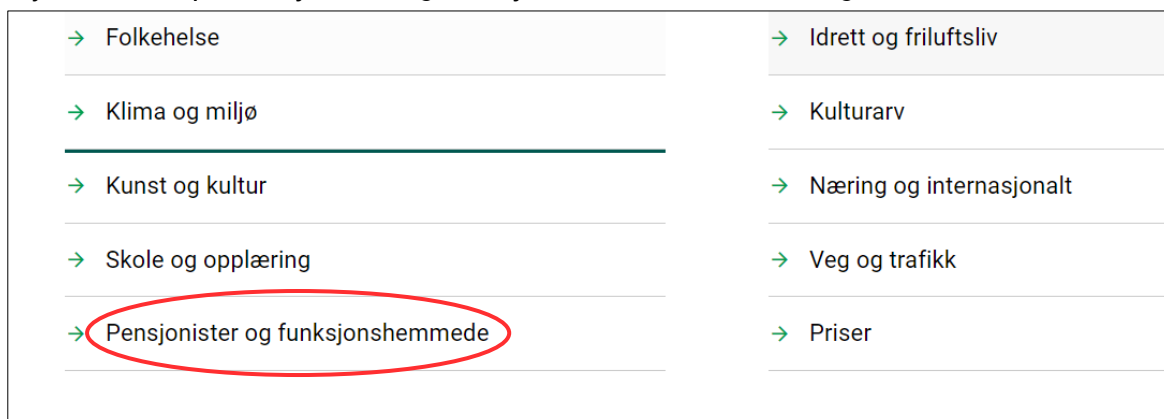 Folkehelse
Idrett og friluftsliv
Klima og miljø
Kulturarv
Kunst og kultur
Næring og internasjonalt
Skole og opplæring
Veg og trafikk
Pensjonister og funksjonshemmede
Priser